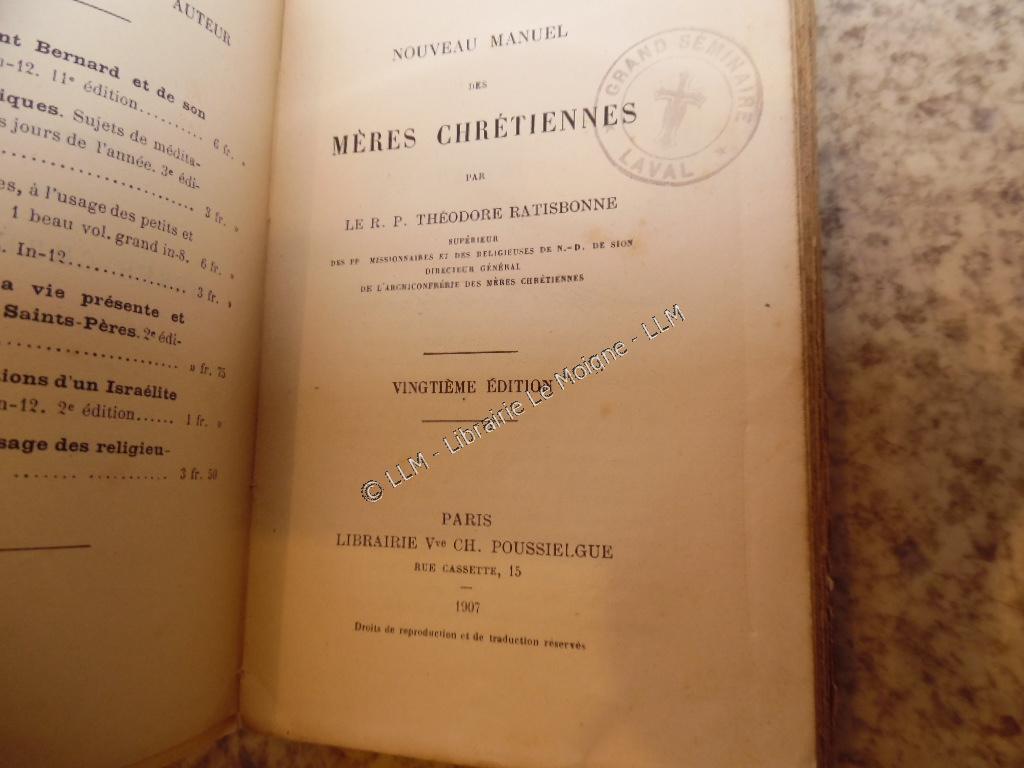 AUTEUR
nt Bernard et de son
n-12. 11e édition.......... 6 fr. »
iques. Sujets de médita-
s jours de l'année. 3e édi-
.......... 3 fr. »
es, à l'usage des petits et
1 beau vol. grand in-8. 6 fr. »
. In-12.......... 3 fr. »
a vie présente et
Saints-Pères. 2e édi-
.......... » fr. 75
sions d'un Israélite
n-12. 2e édition...... 1 fr. »
sage des religieu-
.......... 3 fr. 50
NOUVEAU MANUEL
DES
MÈRES CHRÉTIENNES
PAR
LE R. P. THÉODORE RATISBONNE
SUPÉRIEUR
DES PP MISSIONNAIRES ET DES RELIGIEUSES DE N.-D. DE SION
DIRECTEUR GÉNÉRAL
DE L'ARCHICONFRÉRIE DES MÈRES CHRÉTIENNES
VINGTIÈME ÉDITION
PARIS
LIBRAIRIE Vve CH. POUSSIELGUE
RUE CASSETTE, 15
1907
Droits de reproduction et de traduction réservés
GRAND SÉMINAIRE
LAVAL
© LLM - Librairie Le Moigne - LLM